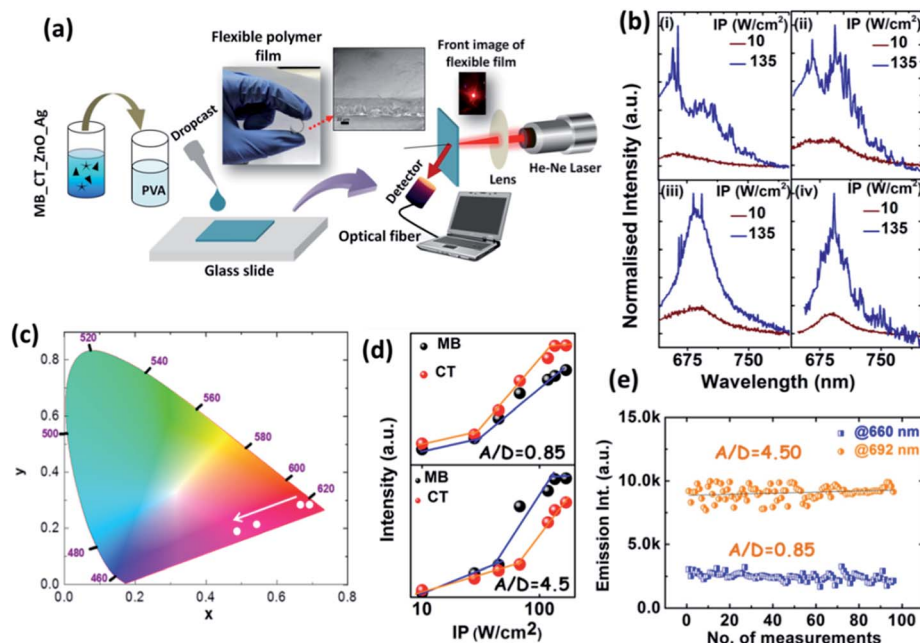 (a)
Flexible polymer
film
Front image of
flexible film
MB_CT_ZnO_Ag
PVA
Dropcast
Glass slide
Detector
Optical fiber
Lens
He-Ne Laser
(b)
Normalised Intensity (a.u.)
(i) IP (W/cm²)
10
135
(ii) IP (W/cm²)
10
135
(iii) IP (W/cm²)
10
135
(iv) IP (W/cm²)
10
135
675 750 675 750
Wavelength (nm)
(c)
y
0.8
0.6
0.4
0.2
0.0
520
540
560
580
600
620
500
480
460
0.0 0.2 0.4 0.6 0.8
X
(d)
Intensity (a.u.)
MB
CT
A/D=0.85
MB
CT
A/D=4.5
10 100
IP (W/cm²)
(e)
Emission Int. (a.u.)
15.0k
10.0k
5.0k
0.0
@660 nm
@692 nm
A/D=4.50
A/D=0.85
0 20 40 60 80 100
No. of measurements